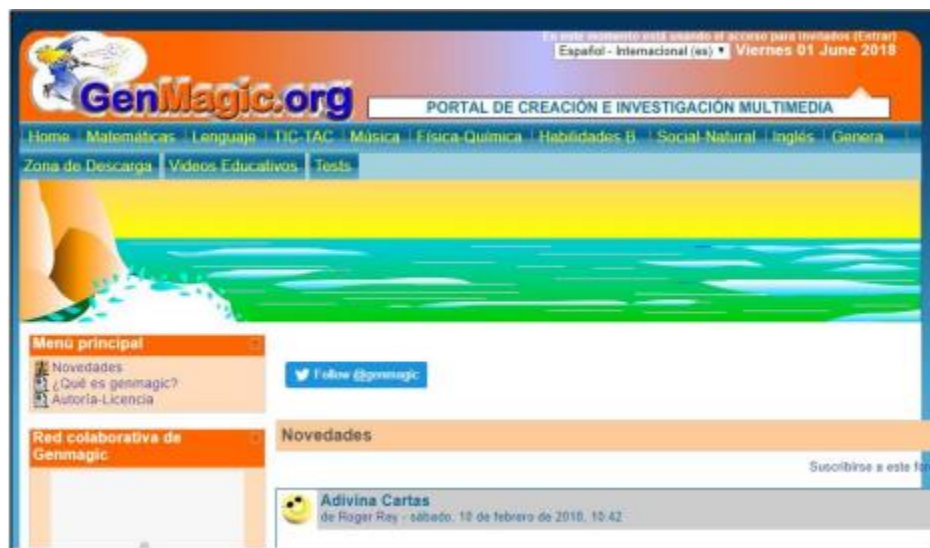 En este momento está usando el acceso para invitados (Entrar)
Español - Internacional (es) Viernes 01 June 2018
GenMagic.org
PORTAL DE CREACIÓN E INVESTIGACIÓN MULTIMEDIA
Home Matemáticas Lenguaje TIC-TAC Música Física-Química Habilidades B. Social-Natural Inglés Genera...
Zona de Descarga Videos Educativos Tests
Menú principal
Novedades
¿Qué es genmagic?
Autoría-Licencia
Follow @genmagic
Red colaborativa de
Genmagic
Novedades
Suscribirse a este for
Adivina Cartas
de Roger Rey - sábado, 10 de febrero de 2018, 10:42